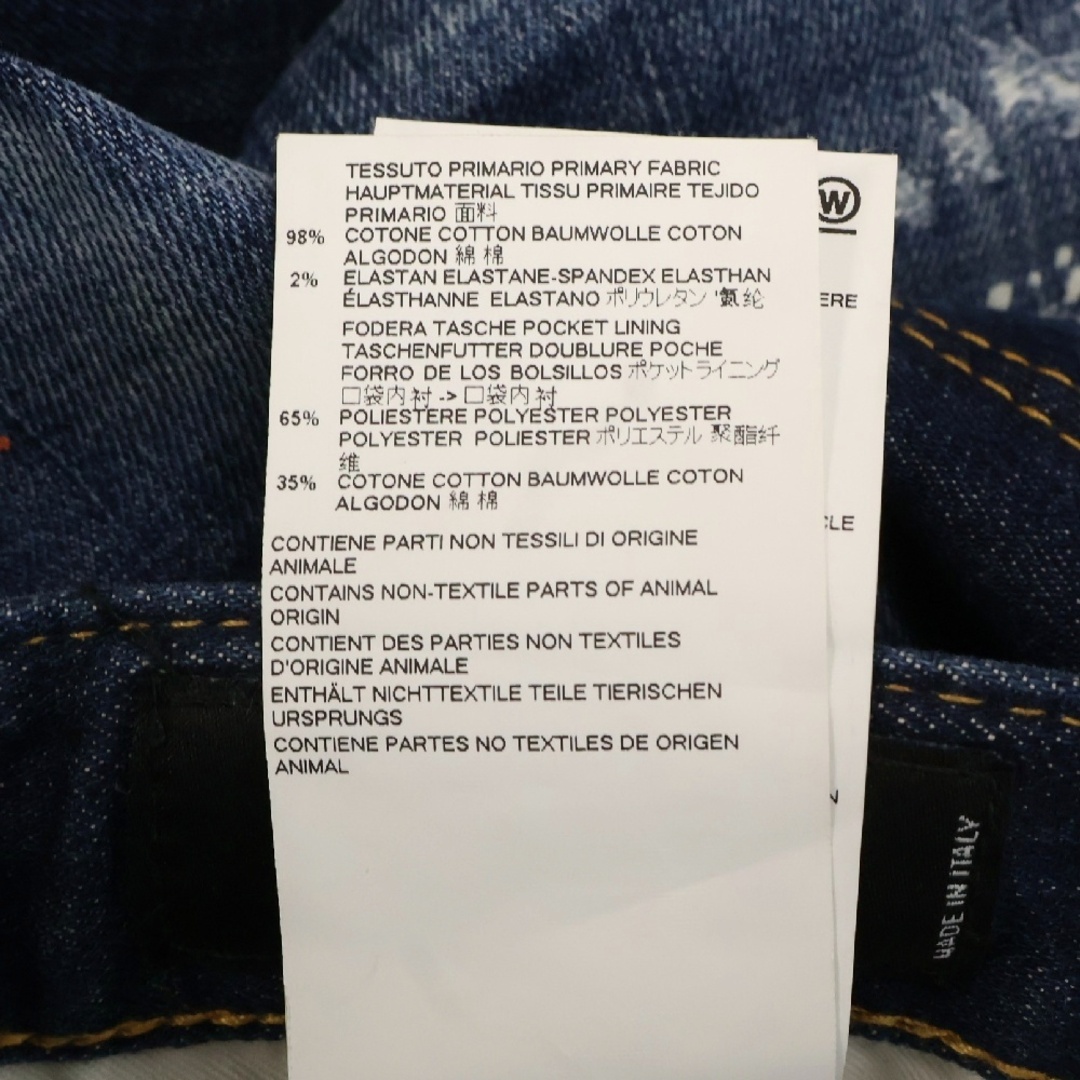 TESSUTO PRIMARIO PRIMARY FABRIC
HAUPTMATERIAL TISSU PRIMAIRE TEJIDO
PRIMARIO 面料
98% COTONE COTTON BAUMWOLLE COTON
ALGODON 綿 棉
2% ELASTAN ELASTANE-SPANDEX ELASTHAN
ÉLASTHANNE ELASTANO ポリウレタン '氨纶
FODERA TASCHE POCKET LINING
TASCHENFUTTER DOUBLURE POCHE
FORRO DE LOS BOLSILLOS ポケットライニング
口袋内衬 -> 口袋内衬
65% POLIESTERE POLYESTER POLYESTER
POLYESTER POLIESTER ポリエステル 聚酯纤
维
35% COTONE COTTON BAUMWOLLE COTON
ALGODON 綿 棉
CONTIENE PARTI NON TESSILI DI ORIGINE
ANIMALE
CONTAINS NON-TEXTILE PARTS OF ANIMAL
ORIGIN
CONTIENT DES PARTIES NON TEXTILES
D'ORIGINE ANIMALE
ENTHÄLT NICHTTEXTILE TEILE TIERISCHEN
URSPRUNGS
CONTIENE PARTES NO TEXTILES DE ORIGEN
ANIMAL
W
ERE
CLE
N
MADE IN ITALY